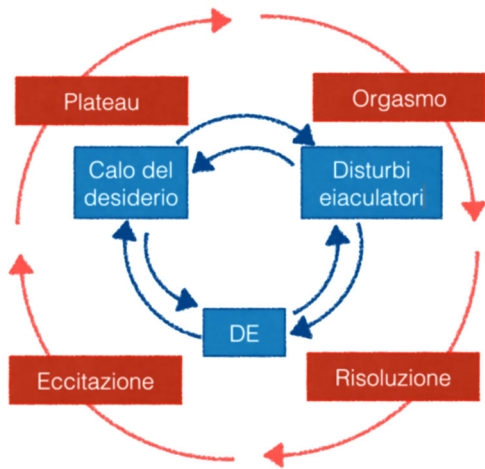 Plateau
Orgasmo
Calo del
desiderio
Disturbi
eiaculatori
DE
Eccitazione
Risoluzione